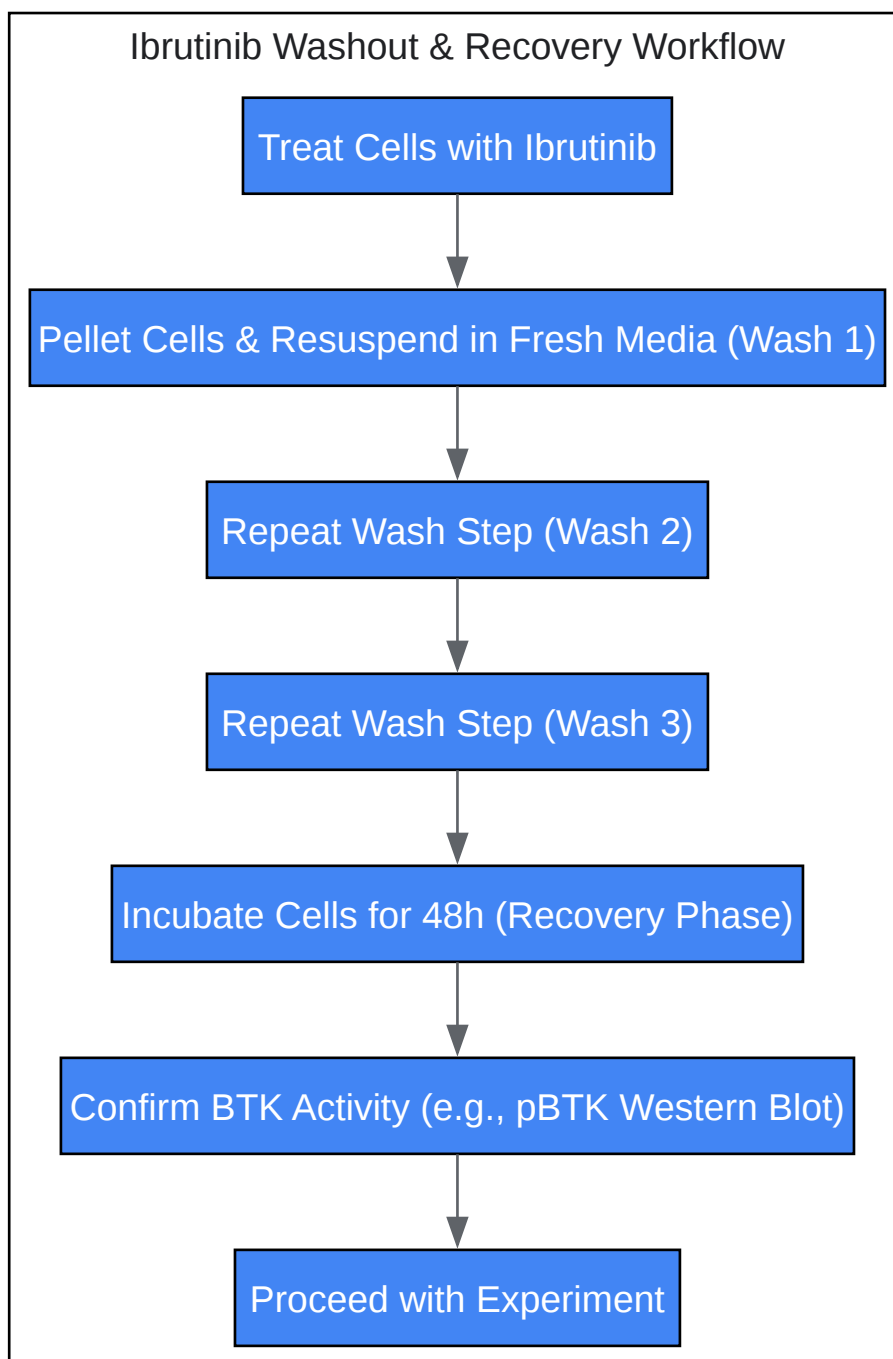 Ibrutinib Washout & Recovery Workflow
Treat Cells with Ibrutinib
Pellet Cells & Resuspend in Fresh Media (Wash 1)
Repeat Wash Step (Wash 2)
Repeat Wash Step (Wash 3)
Incubate Cells for 48h (Recovery Phase)
Confirm BTK Activity (e.g., pBTK Western Blot)
Proceed with Experiment